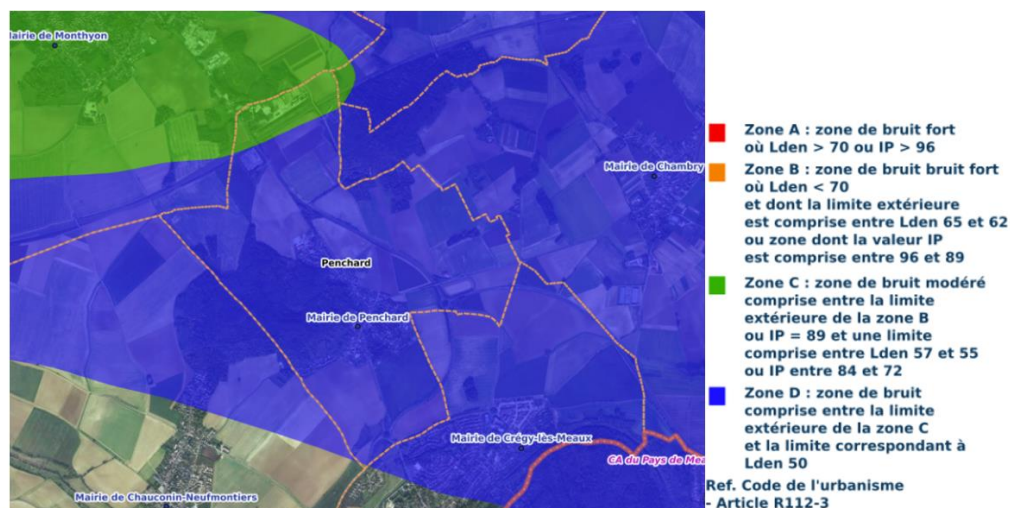 Mairie de Monthyon
Mairie de Chambry
Penchard
Mairie de Penchard
Mairie de Crégy-lès-Meaux
CA du Pays de Mea
Mairie de Chauconin-Neufmontiers
Zone A : zone de bruit fort
où Lden > 70 ou IP > 96
Zone B : zone de bruit bruit fort
où Lden < 70
et dont la limite extérieure
est comprise entre Lden 65 et 62
ou zone dont la valeur IP
est comprise entre 96 et 89
Zone C : zone de bruit modéré
comprise entre la limite
extérieure de la zone B
ou IP = 89 et une limite
comprise entre Lden 57 et 55
ou IP entre 84 et 72
Zone D : zone de bruit
comprise entre la limite
extérieure de la zone C
et la limite correspondant à
Lden 50
Ref. Code de l'urbanisme
- Article R112-3